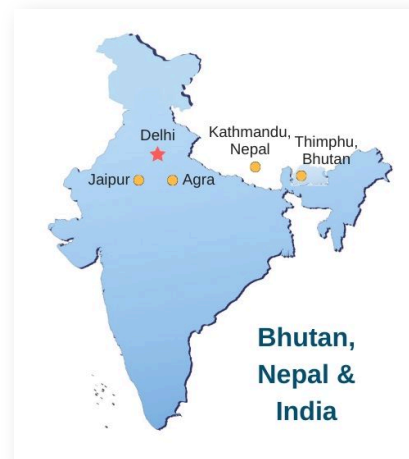 Delhi
Kathmandu,
Nepal
Thimphu,
Bhutan
Jaipur
Agra
Bhutan,
Nepal &
India